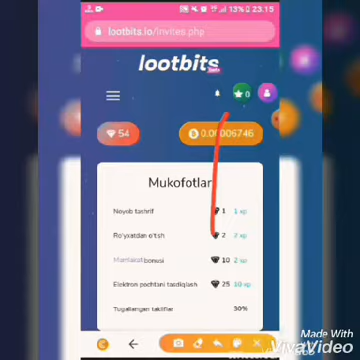 13% 23.15
lootbits.io/invites.php
lootbits
beta
0
54
0.00006746
Mukofotlar
Noyob tashrif 1 1 xp
Ro'yxatdan o'tish 2 2 xp
Mamlakat bonusi 10 2 xp
Elektron pochtani tasdiqlash 25 10 xp
Tugallangan takliflar 30%
Made With
VivaVideo